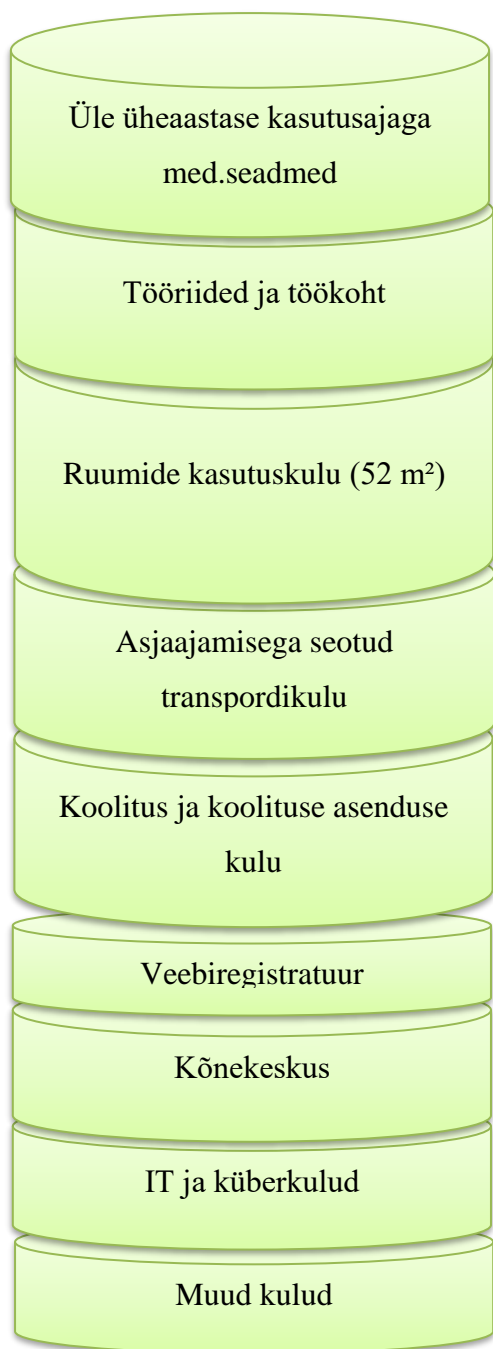 Üle üheaastase kasutusajaga
med.seadmed
Tööriided ja töökoht
Ruumide kasutuskulu (52 m²)
Asjaajamisega seotud
transpordikulu
Koolitus ja koolituse asenduse
kulu
Veebiregistratuur
Kõnekeskus
IT ja küberkulud
Muud kulud